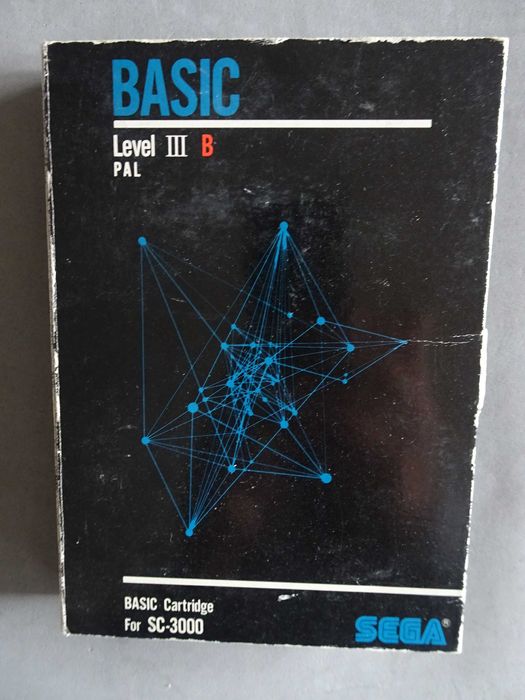 BASIC
Level III B
PAL
BASIC Cartridge
For SC-3000
SEGA®